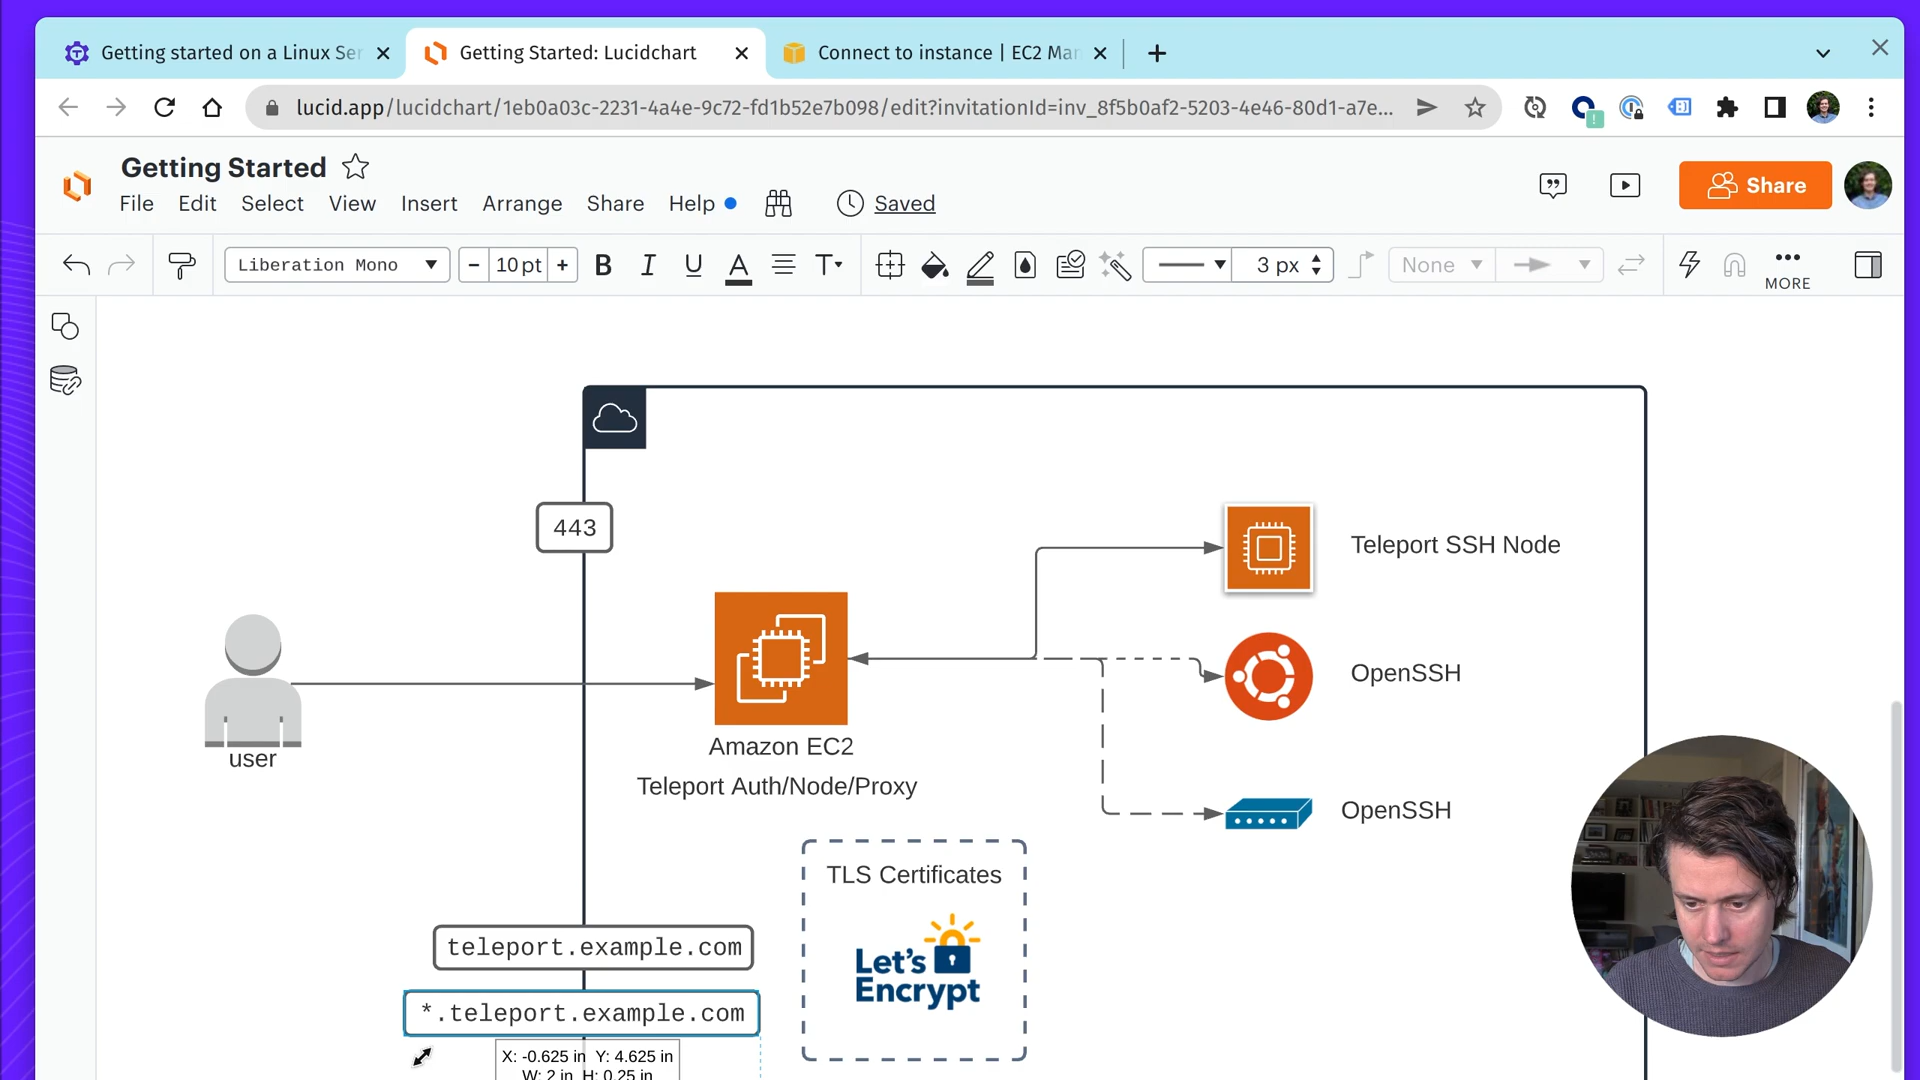 Getting started on a Linux Ser
Getting Started: Lucidchart
Connect to instance | EC2 Man
lucid.app/lucidchart/1eb0a03c-2231-4a4e-9c72-fd1b52e7b098/edit?invitationId=inv_8f5b0af2-5203-4e46-80d1-a7e...
Getting Started
File Edit Select View Insert Arrange Share Help Saved
Share
Liberation Mono - 10 pt + B I U A T 3 px None MORE
443
Teleport SSH Node
OpenSSH
user
Amazon EC2
Teleport Auth/Node/Proxy
OpenSSH
TLS Certificates
teleport.example.com
Let's
Encrypt
*.teleport.example.com
X: -0.625 in Y: 4.625 in
W: 2 in H: 0.25 in